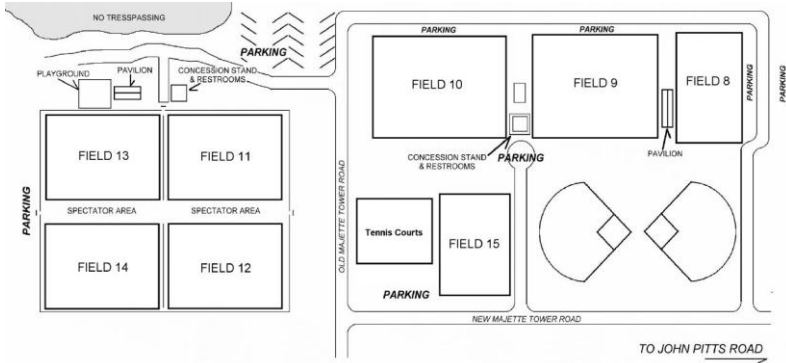 NO TRESSPASSING
PARKING
PLAYGROUND
PAVILION
CONCESSION STAND
& RESTROOMS
FIELD 13
FIELD 11
PARKING
SPECTATOR AREA
SPECTATOR AREA
FIELD 14
FIELD 12
OLD MAJETTE TOWER ROAD
PARKING
PARKING
FIELD 10
FIELD 9
FIELD 8
PARKING
PARKING
CONCESSION STAND
& RESTROOMS
PARKING
PAVILION
Tennis Courts
FIELD 15
PARKING
NEW MAJETTE TOWER ROAD
TO JOHN PITTS ROAD